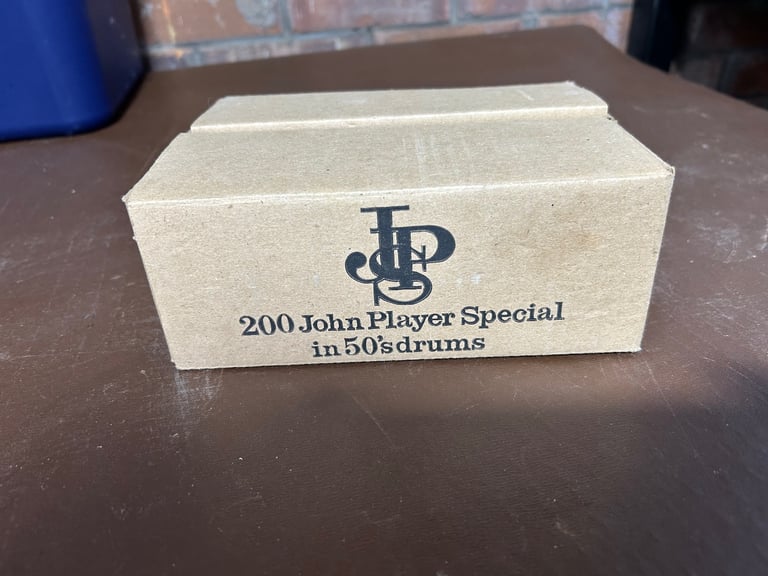 JPS
200 John Player Special
in 50's drums